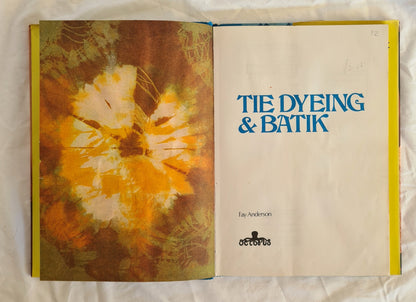 TIE DYEING
& BATIK
Fay Anderson
OCTOPUS